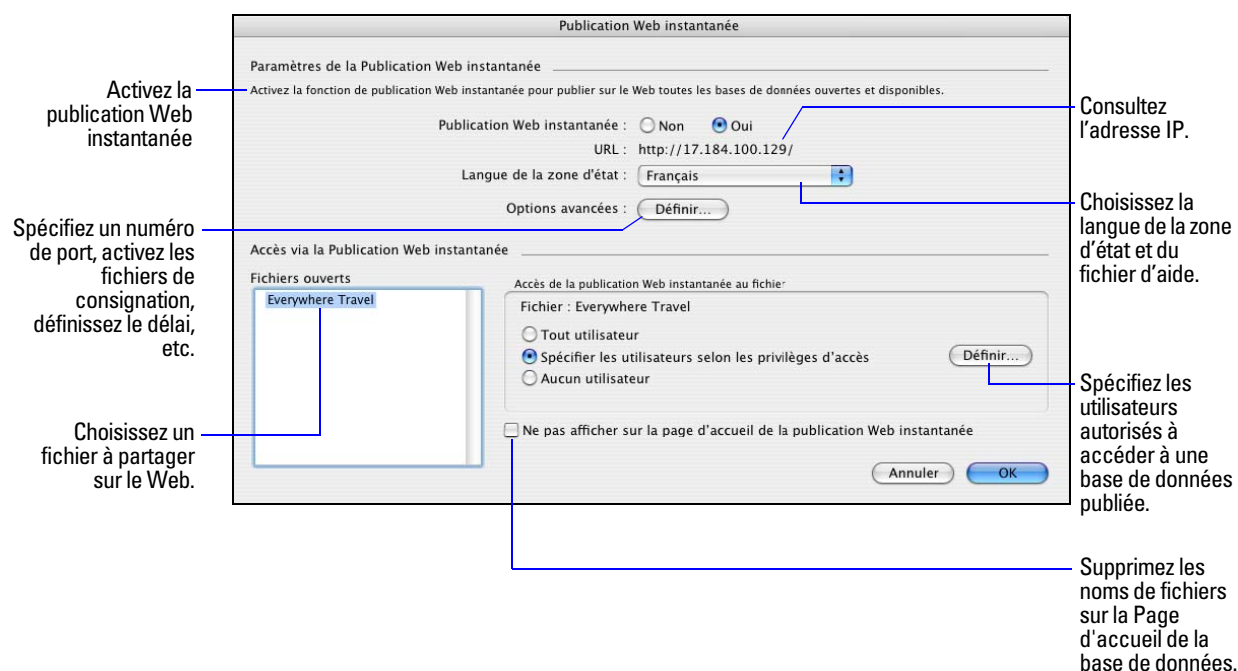 Publication Web instantanée
Paramètres de la Publication Web instantanée
Activez la fonction de publication Web instantanée pour publier sur le Web toutes les bases de données ouvertes et disponibles.
Publication Web instantanée : Non Oui
URL : http://17.184.100.129/
Langue de la zone d'état : Français
Options avancées : Définir...
Accès via la Publication Web instantanée
Fichiers ouverts
Everywhere Travel
Accès de la publication Web instantanée au fichier
Fichier : Everywhere Travel
Tout utilisateur
Spécifier les utilisateurs selon les privilèges d'accès
Définir...
Aucun utilisateur
Ne pas afficher sur la page d'accueil de la publication Web instantanée
Annuler OK
Activez la
publication Web
instantanée
Spécifiez un numéro
de port, activez les
fichiers de
consignation,
définissez le délai,
etc.
Choisissez un
fichier à partager
sur le Web.
Consultez
l'adresse IP.
Choisissez la
langue de la zone
d'état et du
fichier d'aide.
Spécifiez les
utilisateurs
autorisés à
accéder à une
base de données
publiée.
Supprimez les
noms de fichiers
sur la Page
d'accueil de la
base de données.